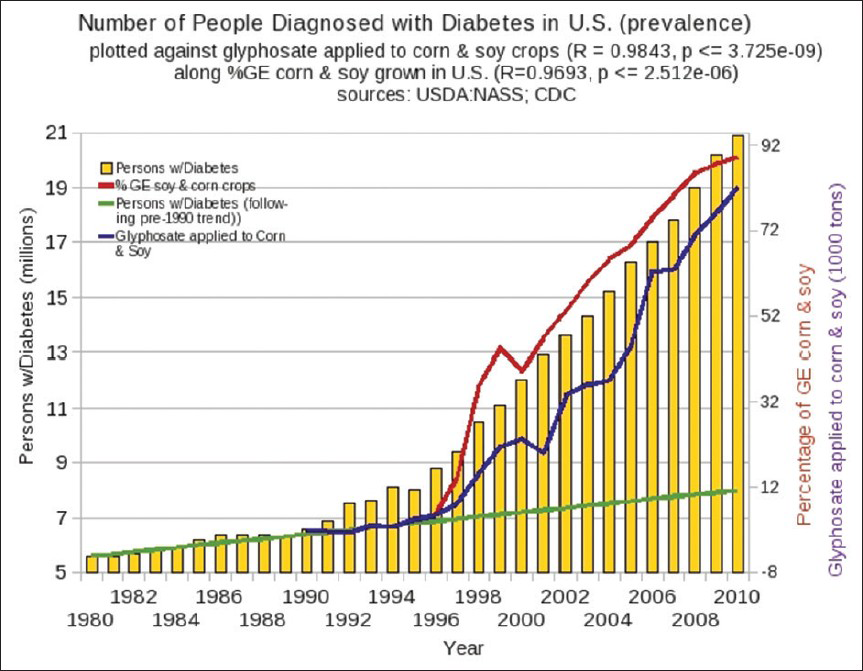 Number of People Diagnosed with Diabetes in U.S. (prevalence)
plotted against glyphosate applied to corn & soy crops (R = 0.9843, p <= 3.725e-09)
along %GE corn & soy grown in U.S. (R=0.9693, p <= 2.512e-06)
sources: USDA:NASS; CDC
Persons w/Diabetes
% GE soy & corn crops
Persons w/Diabetes (follow-
ing pre-1990 trend))
Glyphosate applied to Corn
& Soy
Persons w/Diabetes (millions)
21
19
17
15
13
11
9
7
5
92
72
52
32
12
-8
Percentage of GE corn & soy
Glyphosate applied to corn & soy (1000 tons)
1982 1986 1990 1994 1998 2002 2006 2010
1980 1984 1988 1992 1996 2000 2004 2008
Year